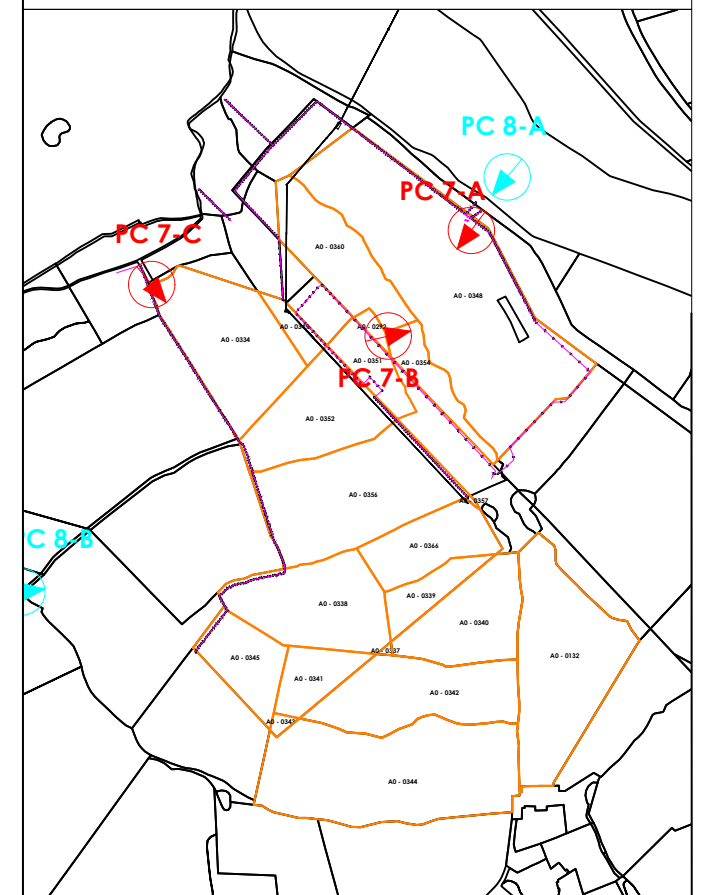 PC 8-A
PC 7-A
PC 7-C
A0 - 0360
A0 - 0348
A0 - 0292
A0 - 0334
A0 - 0351
A0 - 0354
PC 7-B
A0 - 0352
A0 - 0356
A0 - 0357
PC 8-B
A0 - 0366
A0 - 0339
A0 - 0338
A0 - 0340
A0 - 0337
A0 - 0345
A0 - 0132
A0 - 0341
A0 - 0342
A0 - 0344